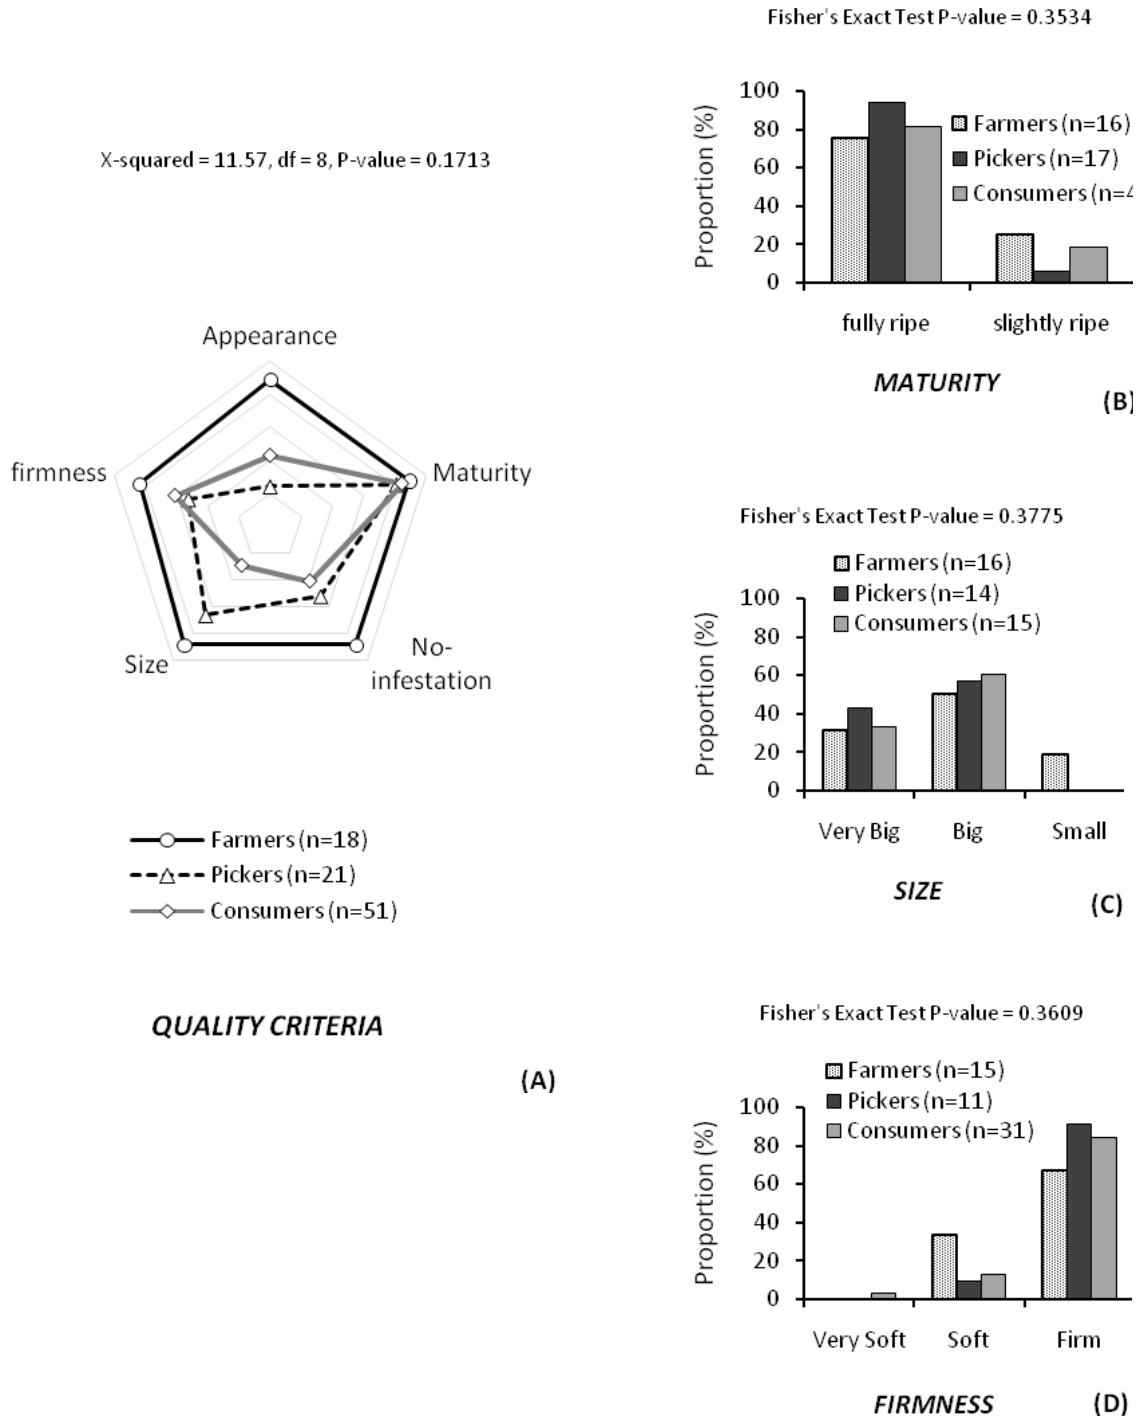 X-squared = 11.57, df = 8, P-value = 0.1713
Appearance
Maturity
No-
infestation
Size
firmness
Farmers (n=18)
Pickers (n=21)
Consumers (n=51)
QUALITY CRITERIA
(A)
Fisher's Exact Test P-value = 0.3534
Proportion (%)
100
80
60
40
20
0
Farmers (n=16)
Pickers (n=17)
Consumers (n=4
fully ripe
slightly ripe
MATURITY
(B)
Fisher's Exact Test P-value = 0.3775
Farmers (n=16)
Pickers (n=14)
Consumers (n=15)
Proportion (%)
100
80
60
40
20
0
Very Big
Big
Small
SIZE
(C)
Fisher's Exact Test P-value = 0.3609
Farmers (n=15)
Pickers (n=11)
Consumers (n=31)
Proportion (%)
100
80
60
40
20
0
Very Soft
Soft
Firm
FIRMNESS
(D)